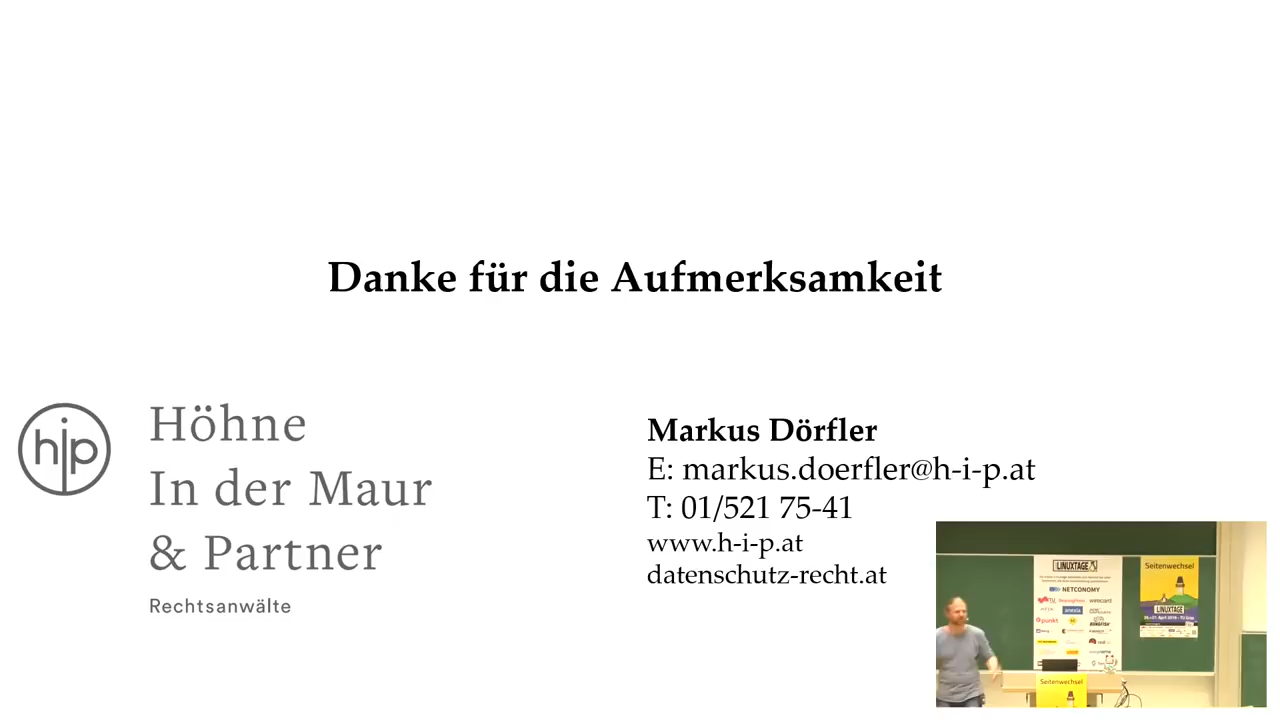 Danke für die Aufmerksamkeit
hip
Höhne
In der Maur
& Partner
Rechtsanwälte
Markus Dörfler
E: markus.doerfler@h-i-p.at
T: 01/521 75-41
www.h-i-p.at
datenschutz-recht.at
LINUXTAGE
NETCONOMY
Seitenwechsel
LINUXTAGE
Seitenwechsel